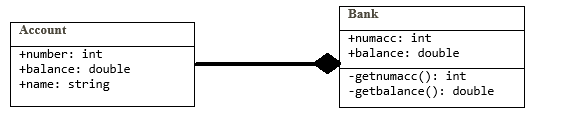 Account
+number: int
+balance: double
+name: string
Bank
+numacc: int
+balance: double
-getnumacc(): int
-getbalance(): double